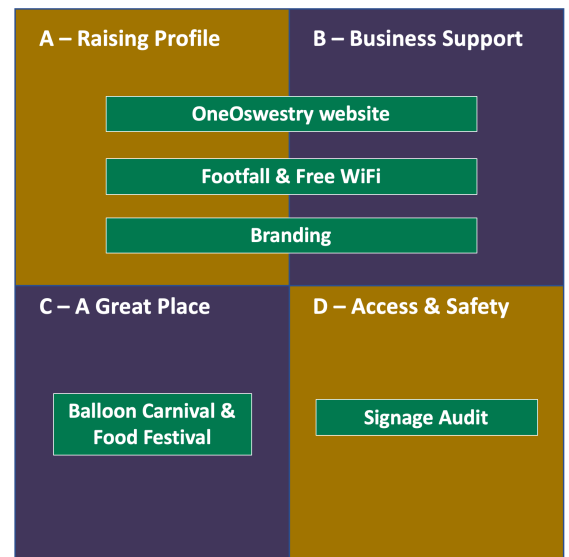 A – Raising Profile
B – Business Support
OneOswestry website
Footfall & Free WiFi
Branding
C – A Great Place
D – Access & Safety
Balloon Carnival &
Food Festival
Signage Audit